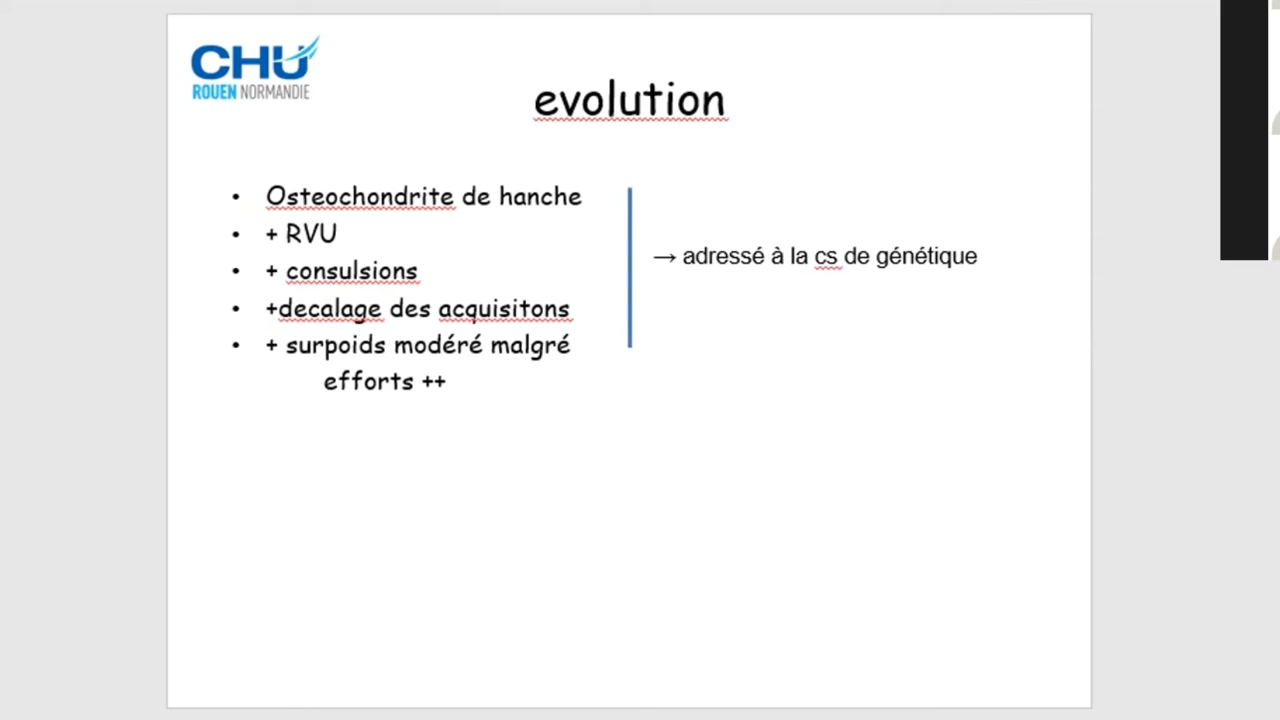 CHU
ROUEN NORMANDIE
evolution
• Osteochondrite de hanche
• + RVU
• + consulsions
• +decalage des acquisitons
• + surpoids modéré malgré
efforts ++
→ adressé à la cs de génétique